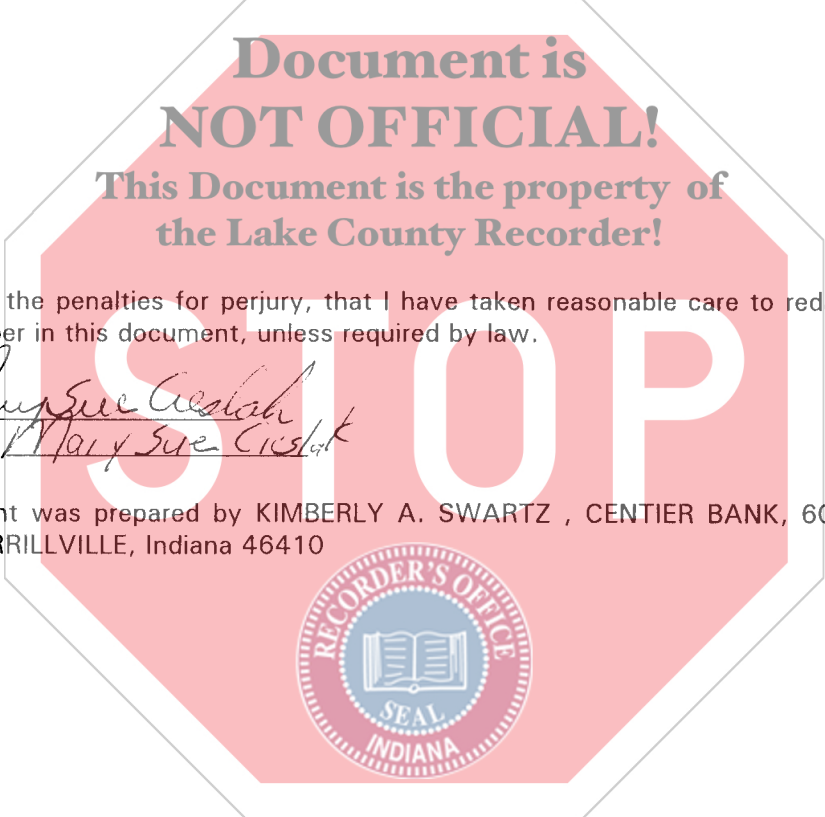 Document is
NOT OFFICIAL!
This Document is the property of
the Lake County Recorder!
STOP
the penalties for perjury, that I have taken reasonable care to red
er in this document, unless required by law.
Sue Cieslak
Mary Sue Cieslak
nt was prepared by KIMBERLY A. SWARTZ , CENTIER BANK, 60
RRILLVILLE, Indiana 46410
RECORDER'S OFFICE
SEAL
INDIANA